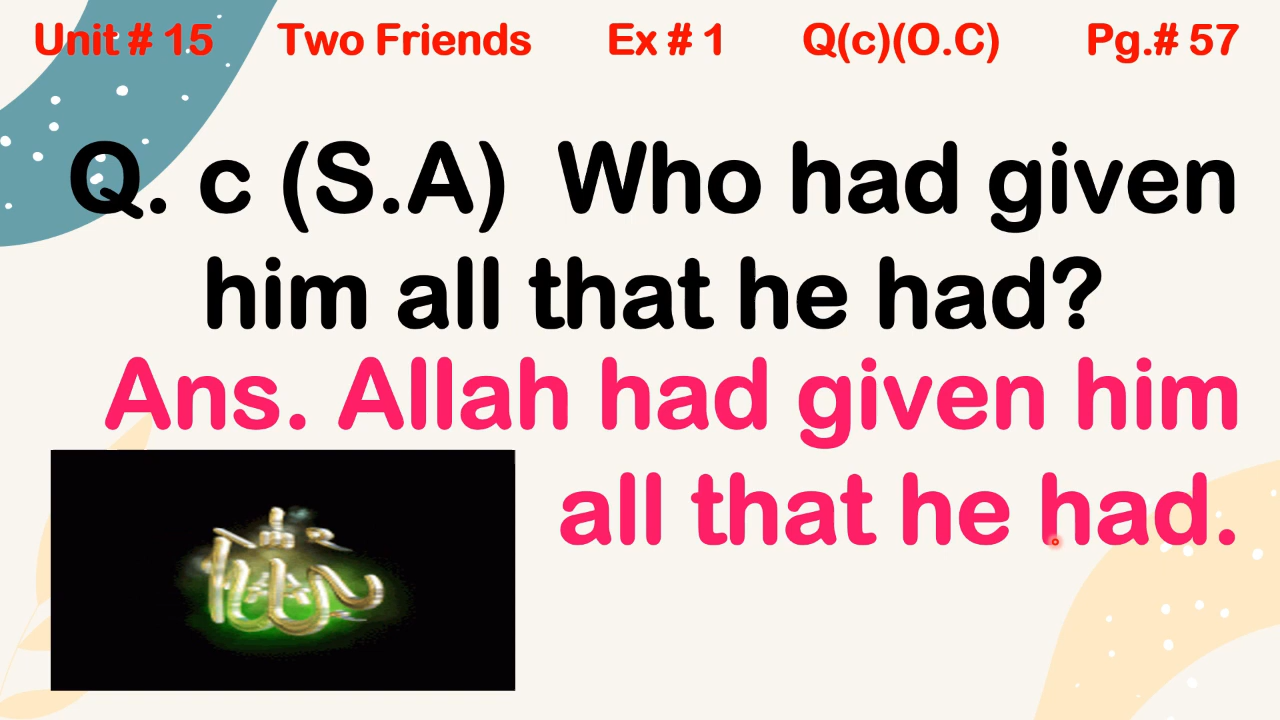 Unit # 15 Two Friends Ex # 1 Q(c)(O.C) Pg.# 57
Q. c (S.A) Who had given
him all that he had?
Ans. Allah had given him
all that he had.
الله